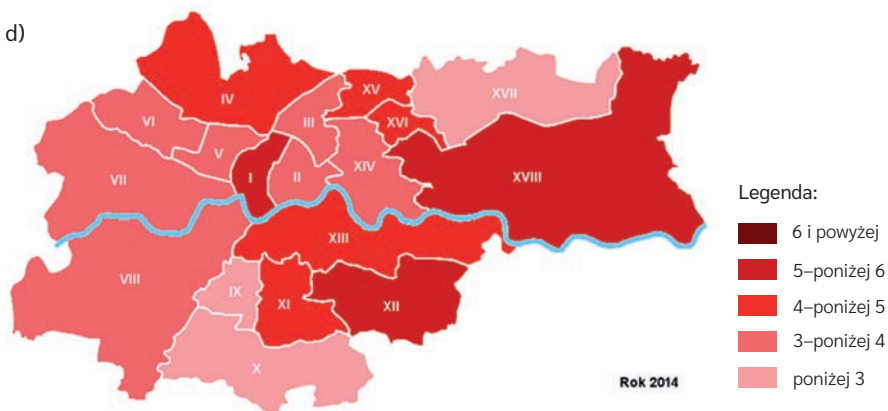 d)
IV
XV
XVII
VI
III
XVI
V
XIV
I
II
VII
XVIII
XIII
VIII
IX
XI
XII
X
Rok 2014
Legenda:
6 i powyżej
5–poniżej 6
4–poniżej 5
3–poniżej 4
poniżej 3